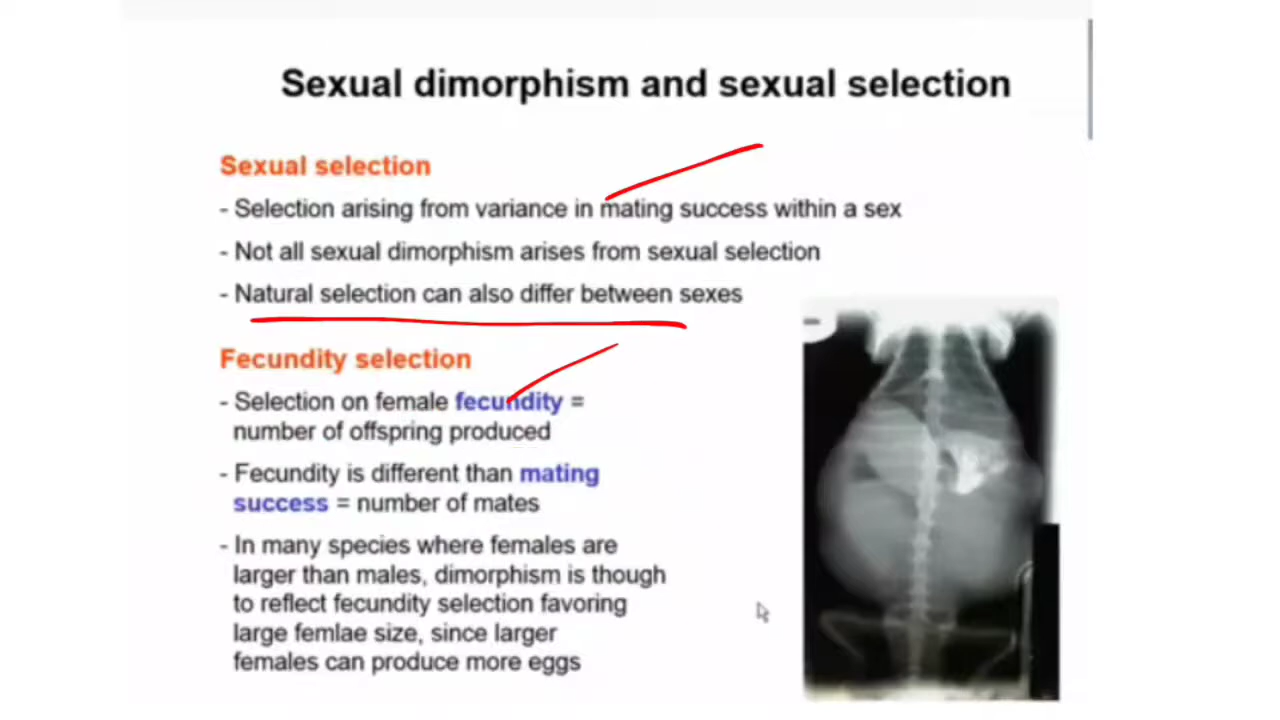 Sexual dimorphism and sexual selection
Sexual selection
- Selection arising from variance in mating success within a sex
- Not all sexual dimorphism arises from sexual selection
- Natural selection can also differ between sexes
Fecundity selection
- Selection on female fecundity =
number of offspring produced
- Fecundity is different than mating
success = number of mates
- In many species where females are
larger than males, dimorphism is though
to reflect fecundity selection favoring
large femlae size, since larger
females can produce more eggs